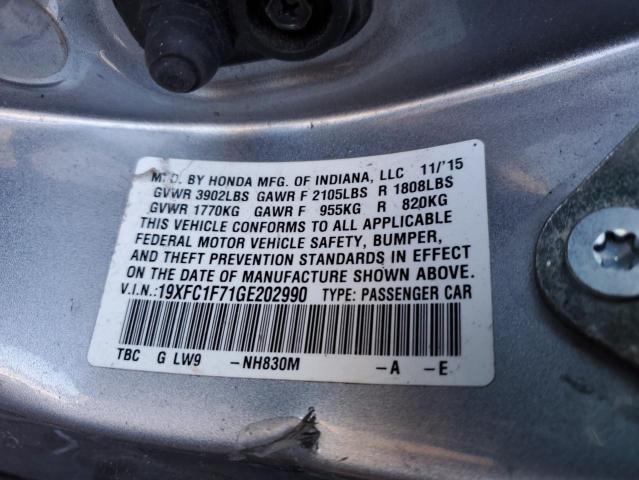 MFD. BY HONDA MFG. OF INDIANA, LLC 11/'15
GVWR 3902LBS GAWR F 2105LBS R 1808LBS
GVWR 1770KG GAWR F 955KG R 820KG
THIS VEHICLE CONFORMS TO ALL APPLICABLE
FEDERAL MOTOR VEHICLE SAFETY, BUMPER,
AND THEFT PREVENTION STANDARDS IN EFFECT
ON THE DATE OF MANUFACTURE SHOWN ABOVE.
V.I.N.:19XFC1F71GE202990 TYPE: PASSENGER CAR
TBC G LW9 -NH830M -A -E